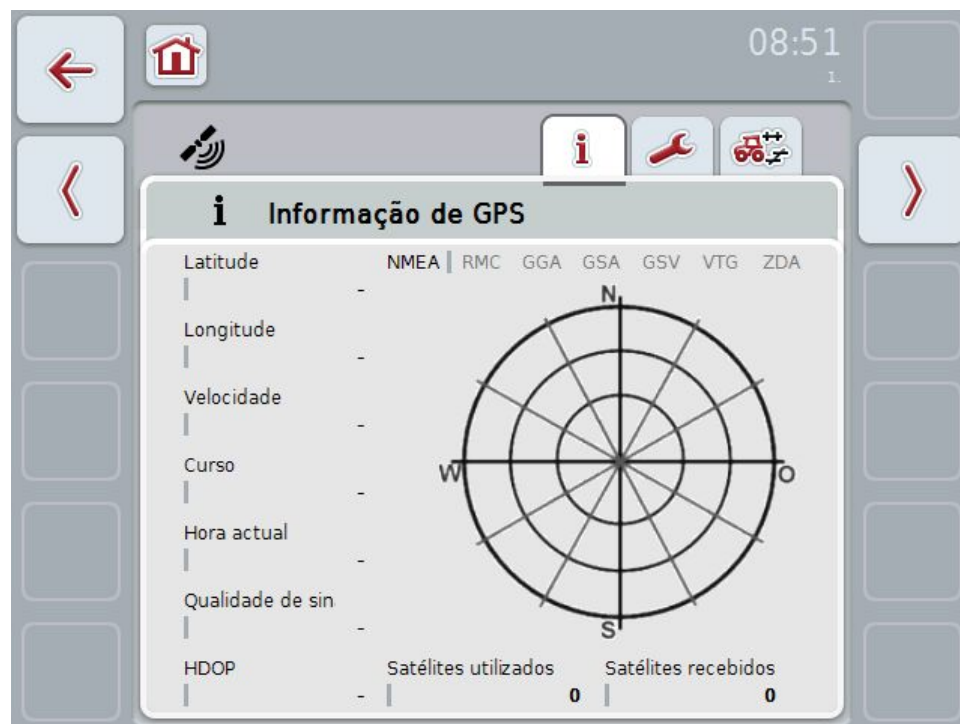 08:51
1.
i
i Informação de GPS
Latitude
-
NMEA RMC GGA GSA GSV VTG ZDA
Longitude
-
Velocidade
-
Curso
-
Hora actual
-
Qualidade de sin
-
HDOP
-
N
W
O
S
Satélites utilizados
0
Satélites recebidos
0